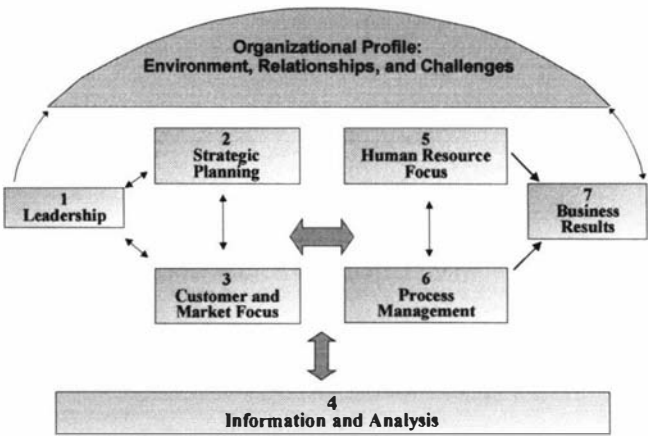 Organizational Profile:
Environment, Relationships, and Challenges
1
Leadership
2
Strategic
Planning
3
Customer and
Market Focus
5
Human Resource
Focus
6
Process
Management
7
Business
Results
4
Information and Analysis